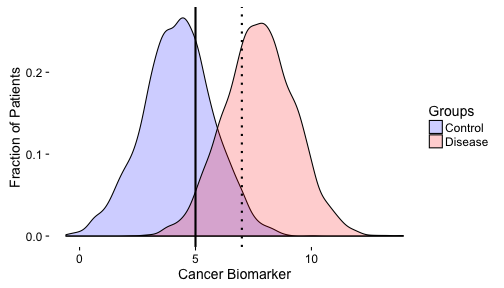 Fraction of Patients
0.2
0.1
0.0
0
5
10
Cancer Biomarker
Groups
Control
Disease